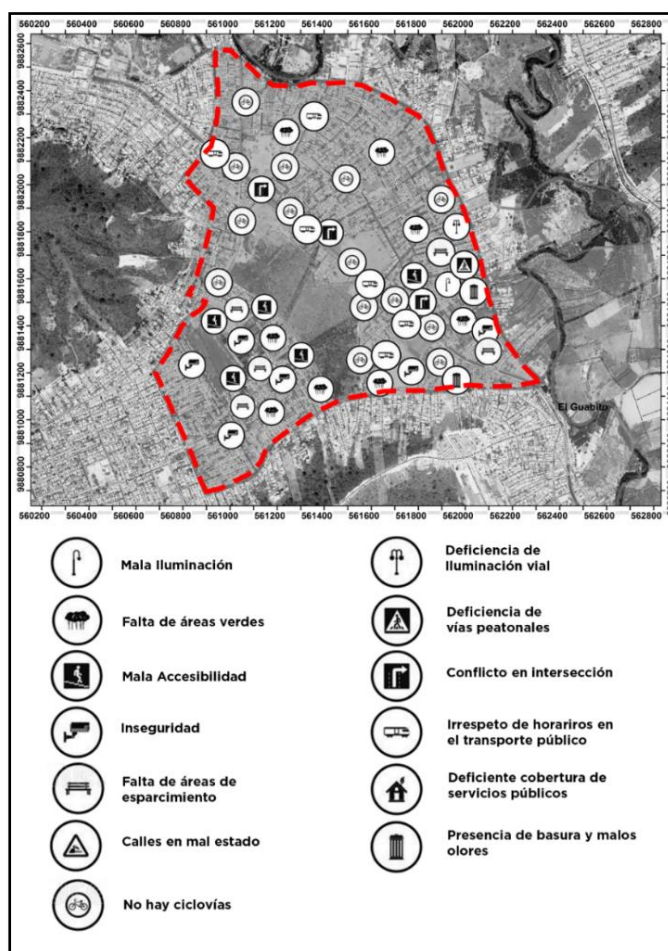 560200 560400 560600 560800 561000 561200 561400 561600 561800 562000 562200 562400 562600 562800
9882600
9882400
9882200
9882000
9881800
9881600
9881400
9881200
9881000
9880800
El Guabito
560200 560400 560600 560800 561000 561200 561400 561600 561800 562000 562200 562400 562600 562800
Mala Iluminación
Falta de áreas verdes
Mala Accesibilidad
Inseguridad
Falta de áreas de
esparcimiento
Calles en mal estado
No hay ciclovías
Deficiencia de
Iluminación vial
Deficiencia de
vías peatonales
Conflicto en intersección
Irrespeto de horariros en
el transporte público
Deficiente cobertura de
servicios públicos
Presencia de basura y malos
olores